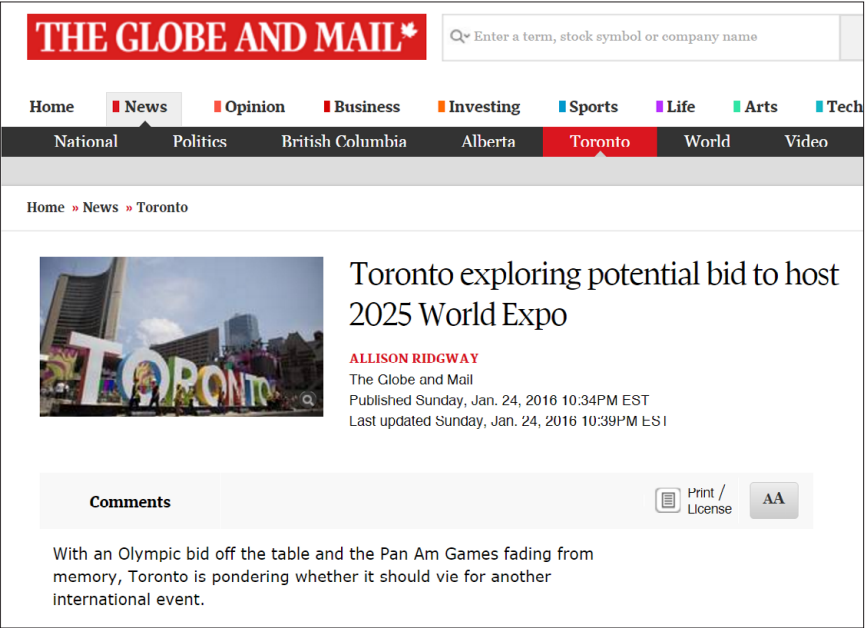 THE GLOBE AND MAIL
Enter a term, stock symbol or company name
Home News Opinion Business Investing Sports Life Arts Tech
National Politics British Columbia Alberta Toronto World Video
Home » News » Toronto
TORONTO
Toronto exploring potential bid to host
2025 World Expo
ALLISON RIDGWAY
The Globe and Mail
Published Sunday, Jan. 24, 2016 10:34PM EST
Last updated Sunday, Jan. 24, 2016 10:39PM EST
Comments
Print /
License
AA
With an Olympic bid off the table and the Pan Am Games fading from
memory, Toronto is pondering whether it should vie for another
international event.